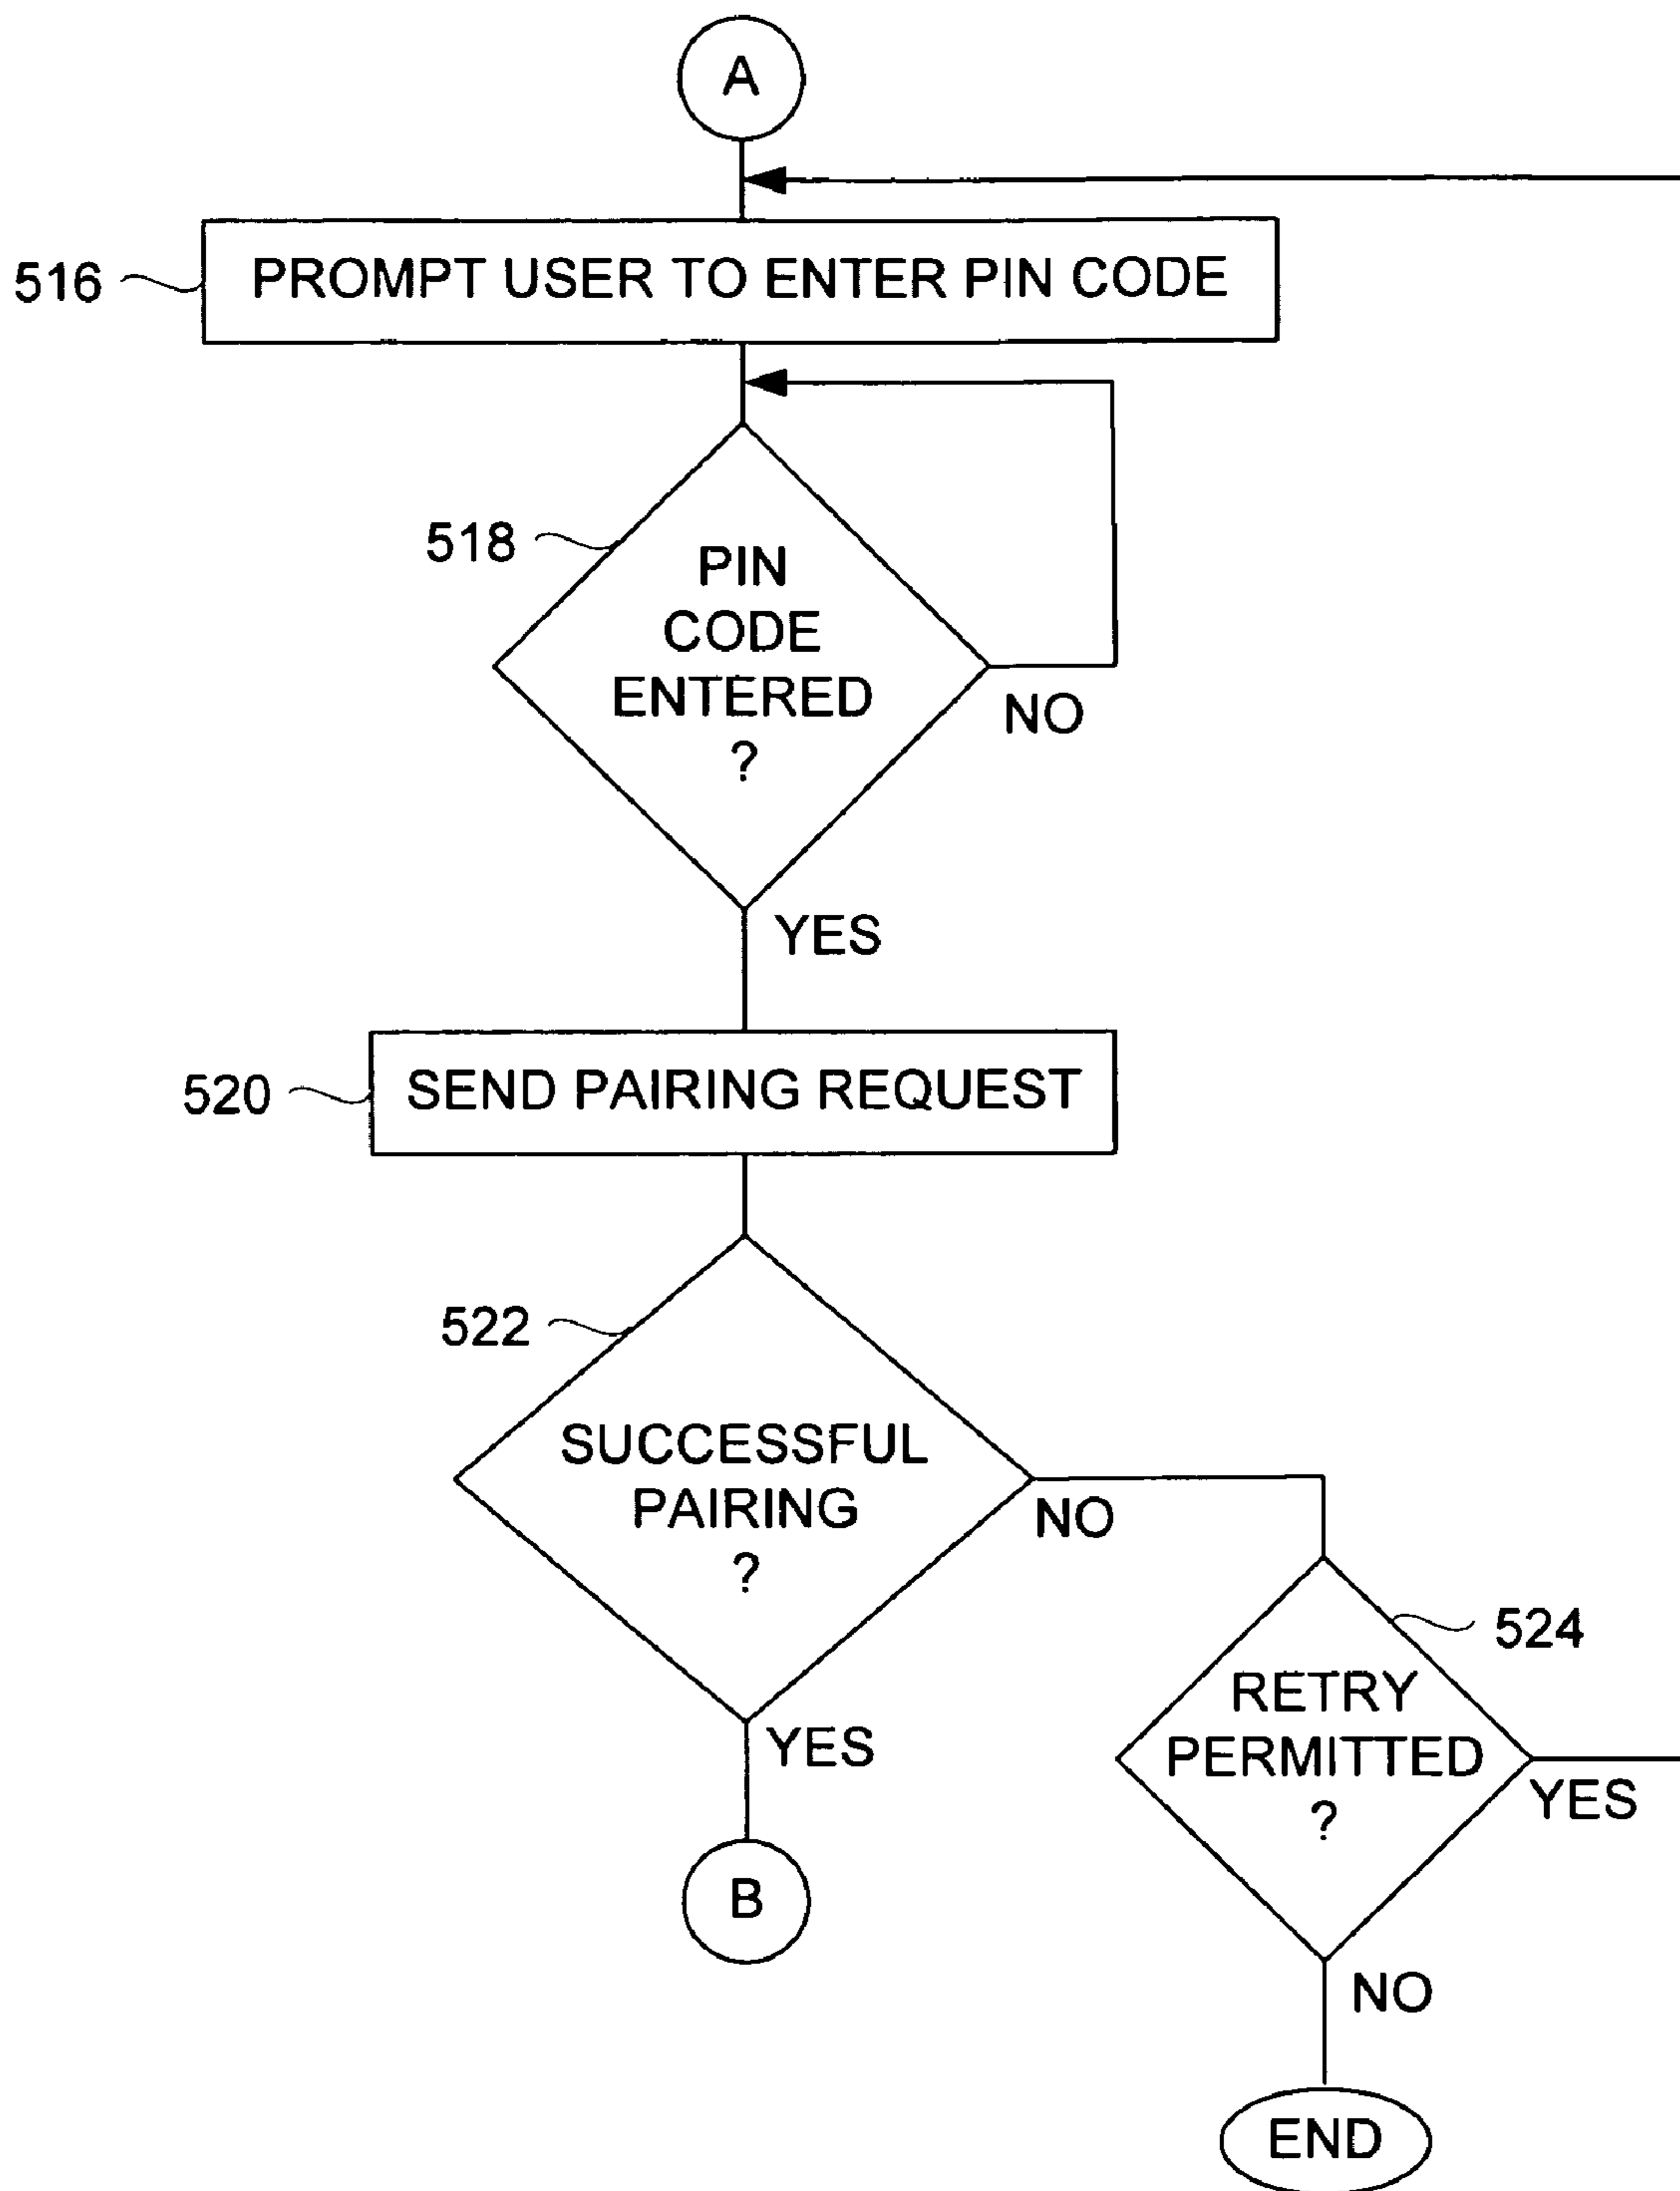 A
516
PROMPT USER TO ENTER PIN CODE
518
PIN
CODE
ENTERED
?
NO
YES
520
SEND PAIRING REQUEST
522
SUCCESSFUL
PAIRING
?
NO
524
RETRY
PERMITTED
?
YES
YES
B
NO
END